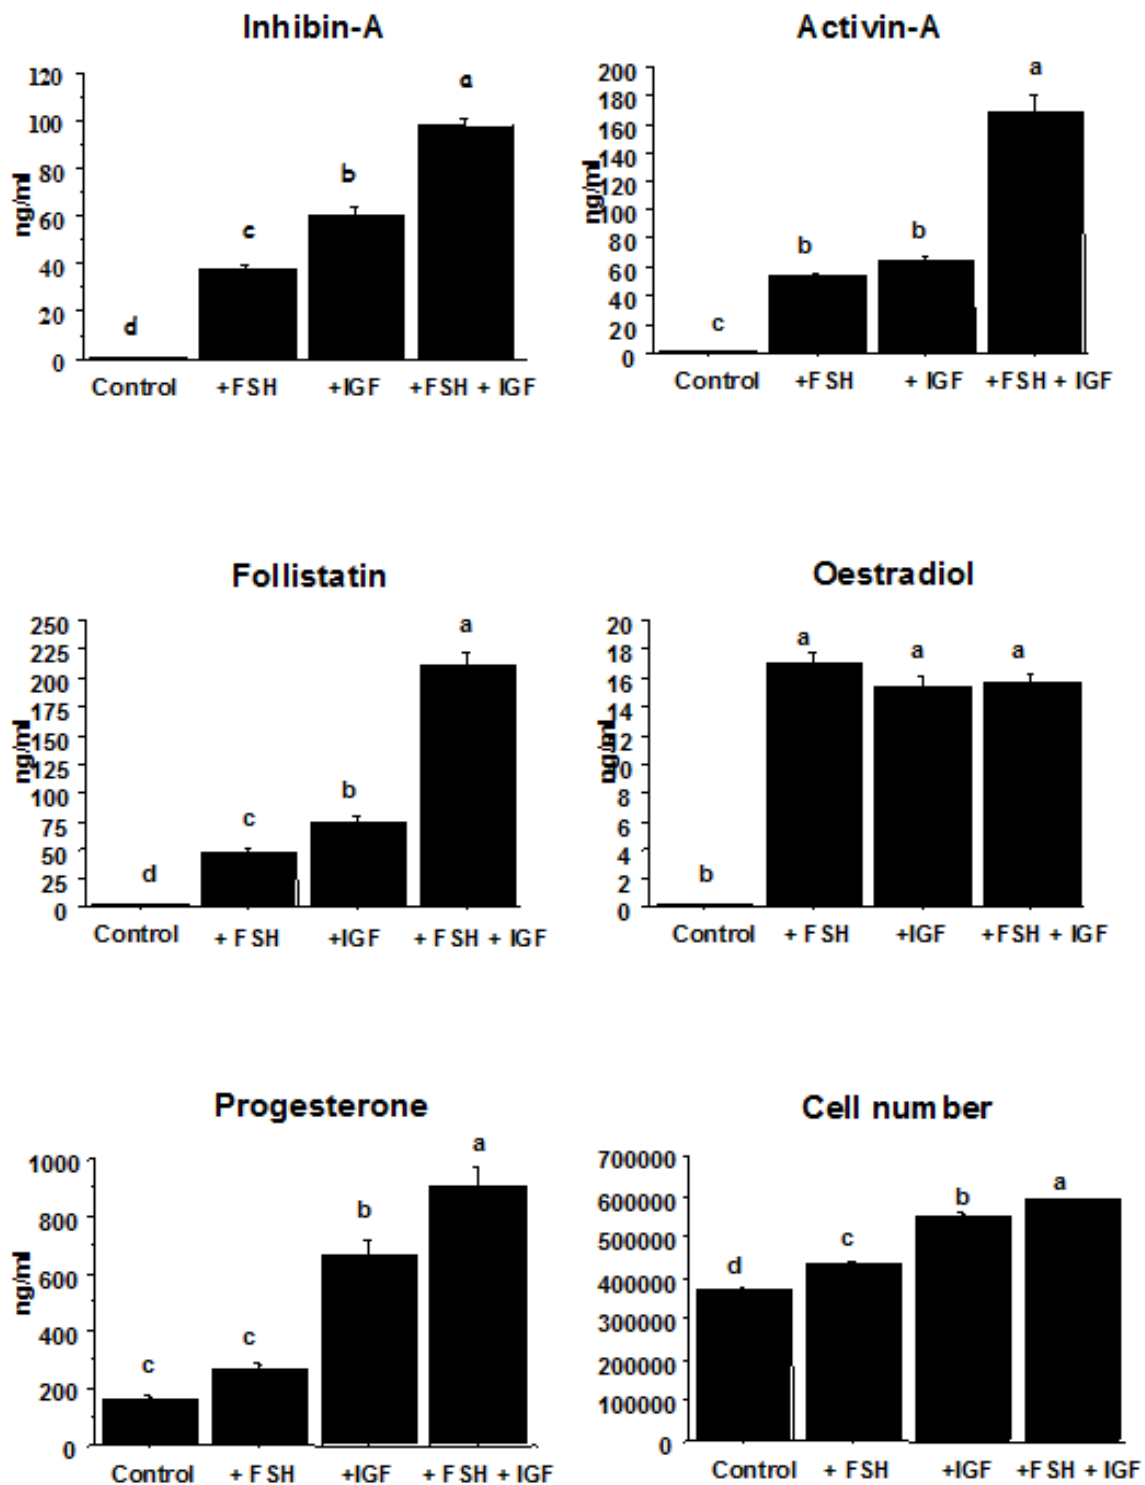 Inhibin-A
120
100
80
60
40
20
0
ng/ml
a
b
c
d
Control +FSH +IGF +FSH + IGF
Activin-A
200
180
160
140
120
100
80
60
40
20
0
ng/ml
a
b
b
c
Control +FSH + IGF +FSH + IGF
Follistatin
250
225
200
175
150
125
100
75
50
25
0
ng/ml
a
b
c
d
Control + FSH +IGF + FSH + IGF
Oestradiol
20
18
16
14
12
10
8
6
4
2
0
ng/ml
a
a
a
b
Control + FSH +IGF +FSH + IGF
Progesterone
1000
800
600
400
200
0
ng/ml
a
b
c
c
Control + FSH +IGF + FSH + IGF
Cell number
700000
600000
500000
400000
300000
200000
100000
0
a
b
c
d
Control + FSH +IGF +FSH + IGF